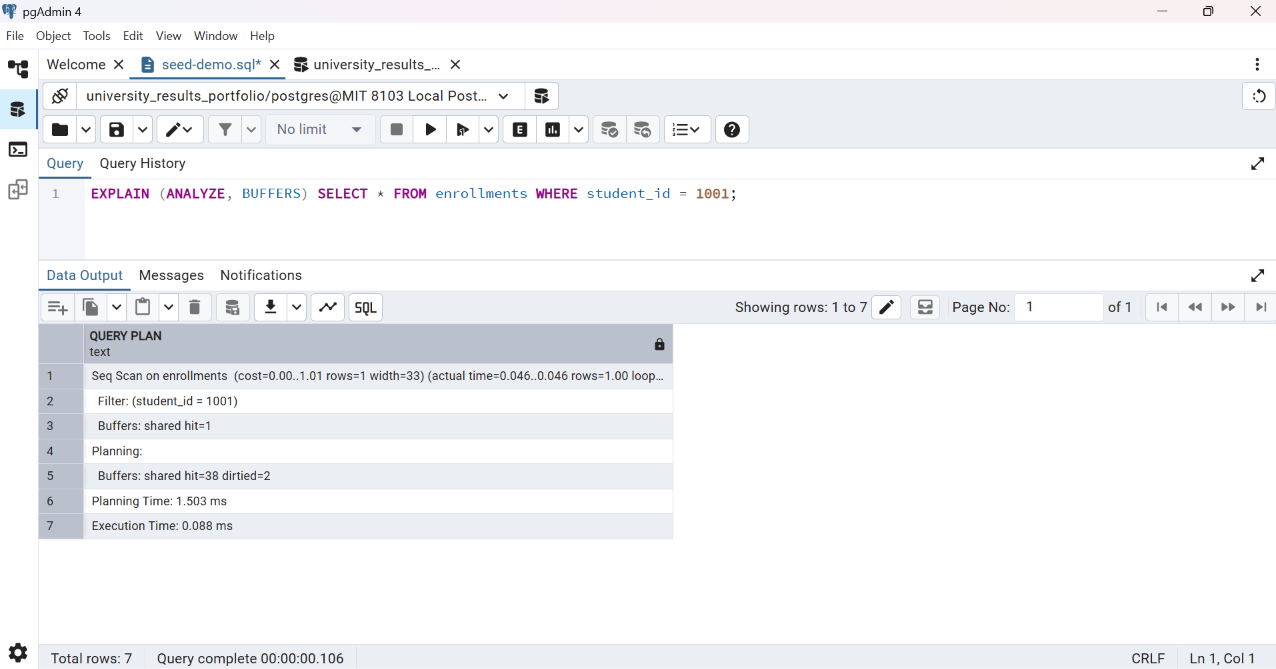 pgAdmin 4
File Object Tools Edit View Window Help
Welcome seed-demo.sql* university_results_...
university_results_portfolio/postgres@MIT 8103 Local Post...
No limit E
Query Query History
1 EXPLAIN (ANALYZE, BUFFERS) SELECT * FROM enrollments WHERE student_id = 1001;
Data Output Messages Notifications
SQL Showing rows: 1 to 7 Page No: 1 of 1
QUERY PLAN
text
1 Seq Scan on enrollments (cost=0.00..1.01 rows=1 width=33) (actual time=0.046..0.046 rows=1.00 loop...
2 Filter: (student_id = 1001)
3 Buffers: shared hit=1
4 Planning:
5 Buffers: shared hit=38 dirtied=2
6 Planning Time: 1.503 ms
7 Execution Time: 0.088 ms
Total rows: 7 Query complete 00:00:00.106 CRLF Ln 1, Col 1